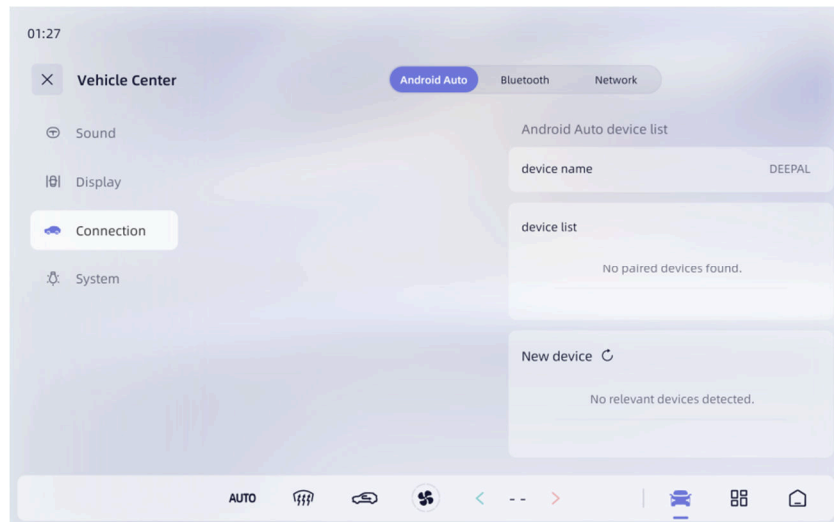 01:27
Vehicle Center
Android Auto
Bluetooth
Network
Sound
Display
Connection
System
Android Auto device list
device name
DEEPAL
device list
No paired devices found.
New device
No relevant devices detected.
AUTO
< -- >